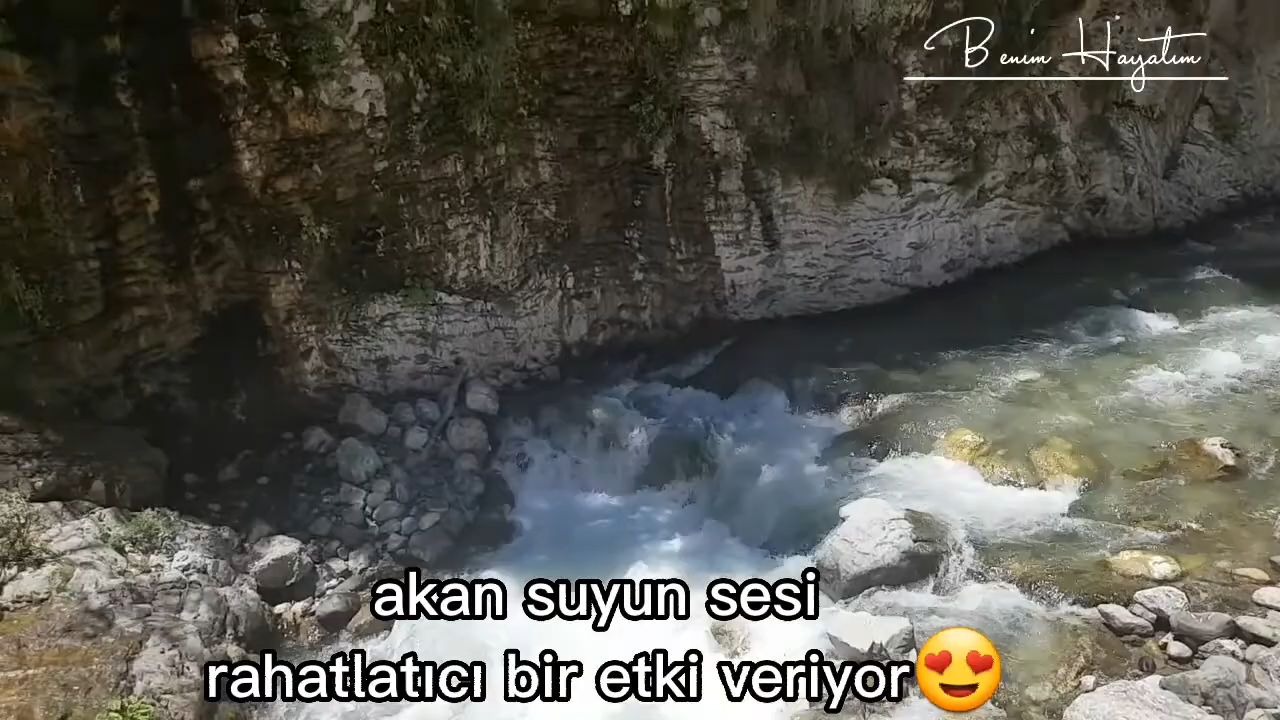 Benim Hayatım
akan suyun sesi
rahatlatıcı bir etki veriyor😍